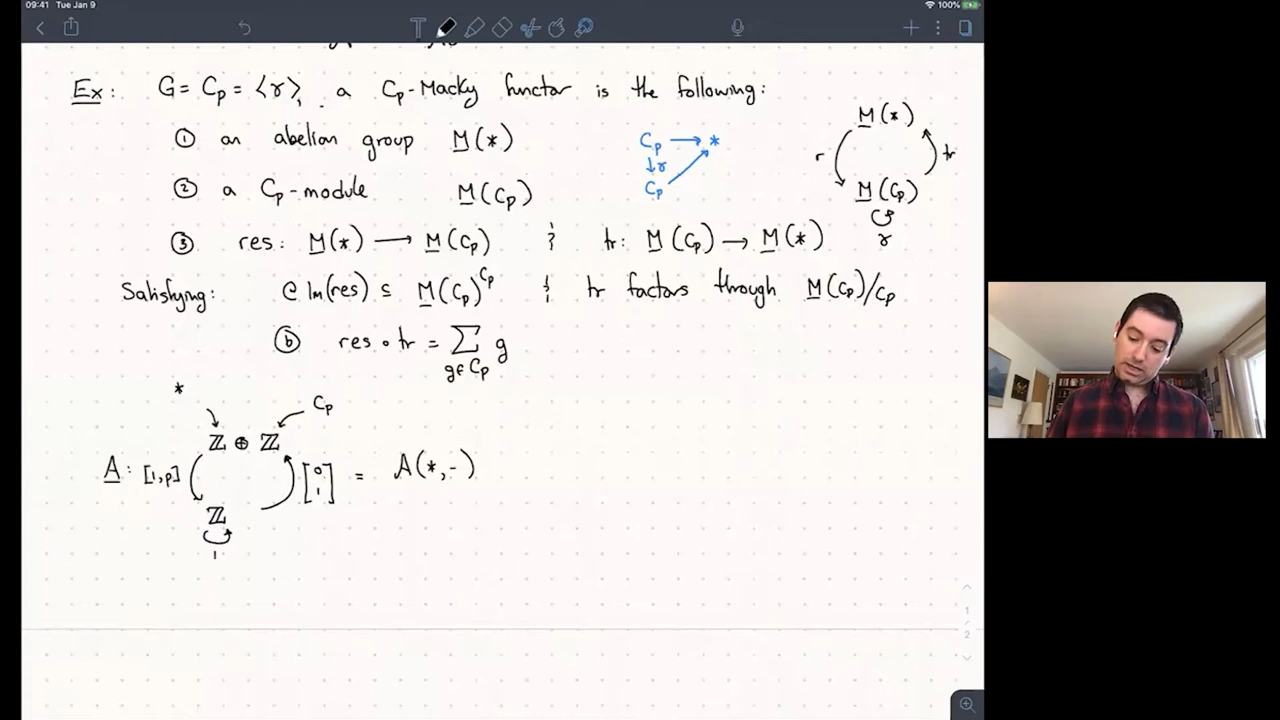 09:41 Tue Jan 9
100%
Ex: G = C_p = ⟨γ⟩, a C_p-Macky functor is the following:
① an abelian group M(*)
② a C_p-module M(C_p)
③ res: M(*) → M(C_p) & tr: M(C_p) → M(*)
Satisfying: @ Im(res) ⊆ M(C_p)^{C_p} & tr factors through M(C_p)/C_p
ⓑ res ∘ tr = Σ_{g∈C_p} g
C_p → *
↓γ
C_p
M(*)
r tr
M(C_p)
γ
* C_p
ℤ ⊕ ℤ
A: [1,p] [0 1] = A(*,-)
ℤ
1
1
/
2